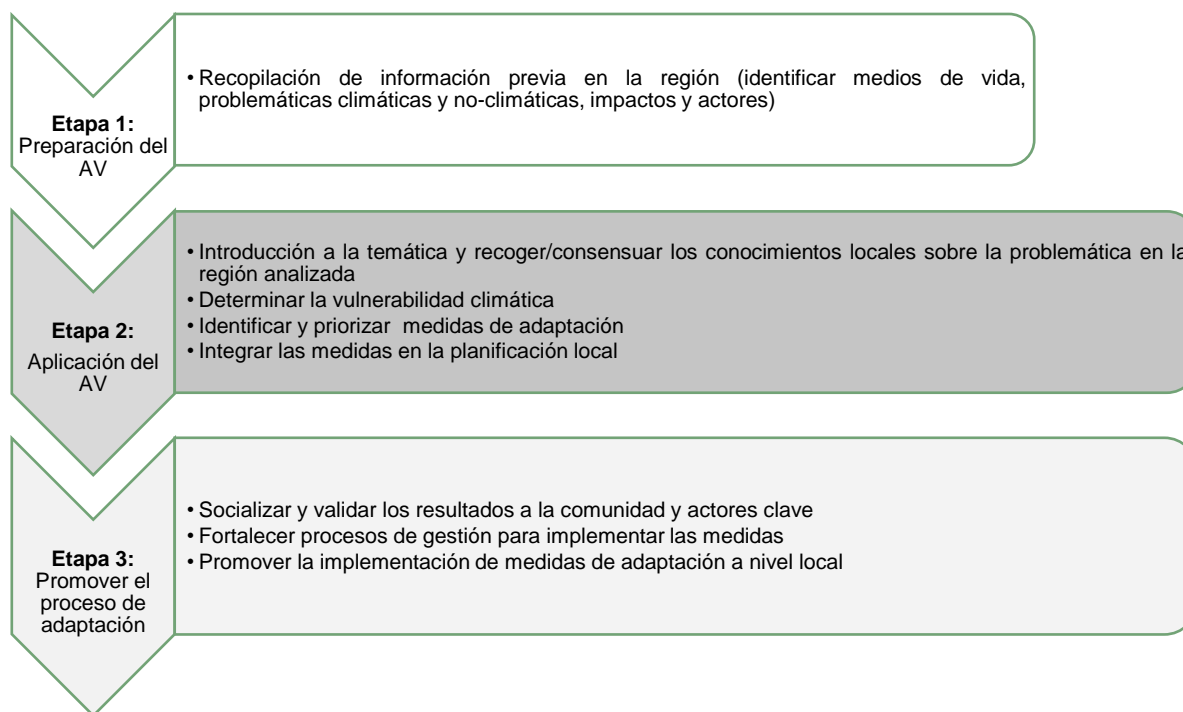 Etapa 1:
Preparación del
AV
• Recopilación de información previa en la región (identificar medios de vida,
problemáticas climáticas y no-climáticas, impactos y actores)
Etapa 2:
Aplicación del
AV
• Introducción a la temática y recoger/consensuar los conocimientos locales sobre la problemática en la
región analizada
• Determinar la vulnerabilidad climática
• Identificar y priorizar medidas de adaptación
• Integrar las medidas en la planificación local
Etapa 3:
Promover el
proceso de
adaptación
• Socializar y validar los resultados a la comunidad y actores clave
• Fortalecer procesos de gestión para implementar las medidas
• Promover la implementación de medidas de adaptación a nivel local